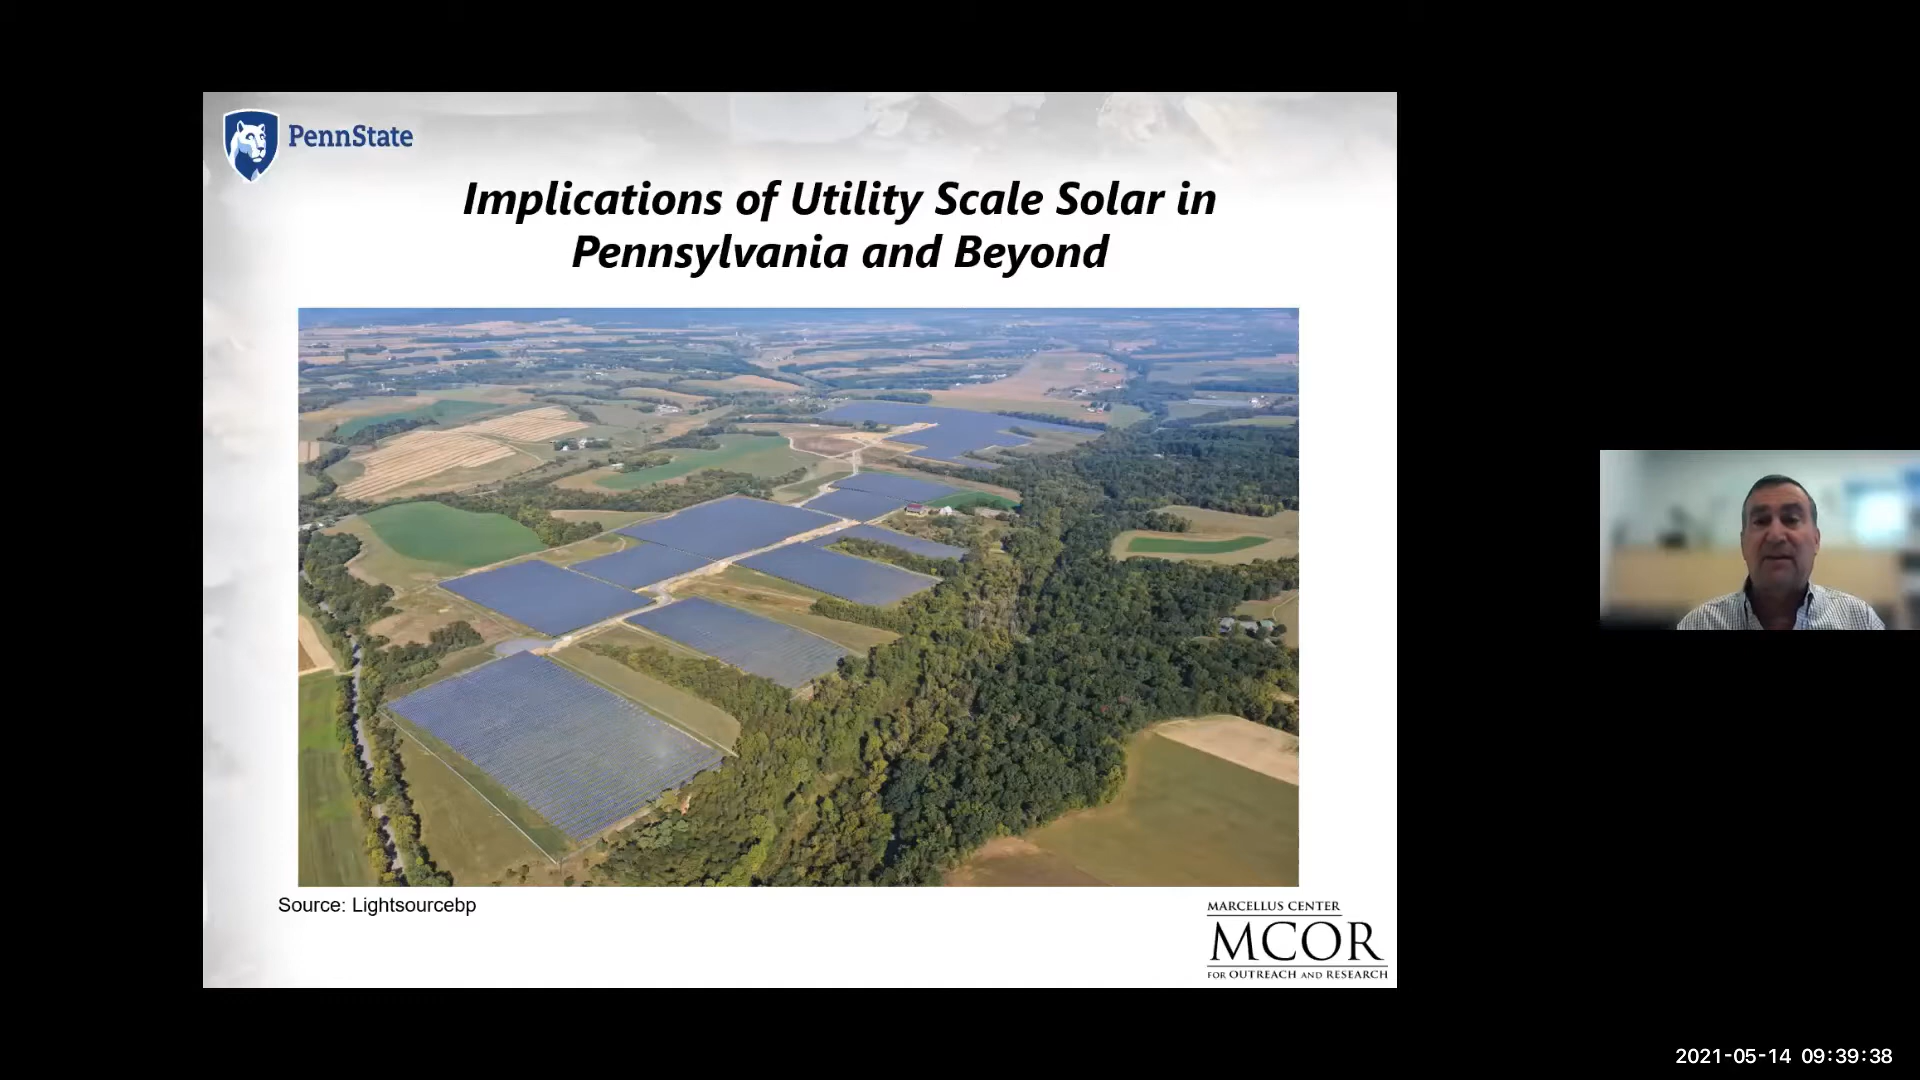 PennState
Implications of Utility Scale Solar in
Pennsylvania and Beyond
Source: Lightsourcebp
MARCELLUS CENTER
MCOR
FOR OUTREACH AND RESEARCH
2021-05-14 09:39:38